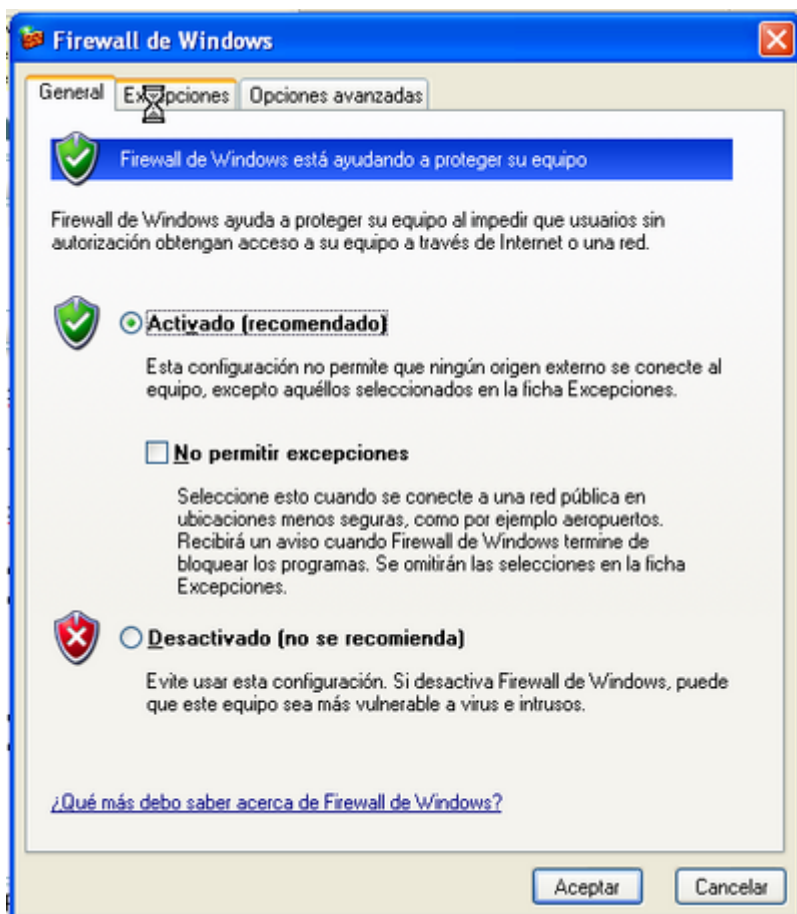 Firewall de Windows
General Excepciones Opciones avanzadas
Firewall de Windows está ayudando a proteger su equipo
Firewall de Windows ayuda a proteger su equipo al impedir que usuarios sin
autorización obtengan acceso a su equipo a través de Internet o una red.
Activado (recomendado)
Esta configuración no permite que ningún origen externo se conecte al
equipo, excepto aquéllos seleccionados en la ficha Excepciones.
No permitir excepciones
Seleccione esto cuando se conecte a una red pública en
ubicaciones menos seguras, como por ejemplo aeropuertos.
Recibirá un aviso cuando Firewall de Windows termine de
bloquear los programas. Se omitirán las selecciones en la ficha
Excepciones.
Desactivado (no se recomienda)
Evite usar esta configuración. Si desactiva Firewall de Windows, puede
que este equipo sea más vulnerable a virus e intrusos.
¿Qué más debo saber acerca de Firewall de Windows?
Aceptar Cancelar